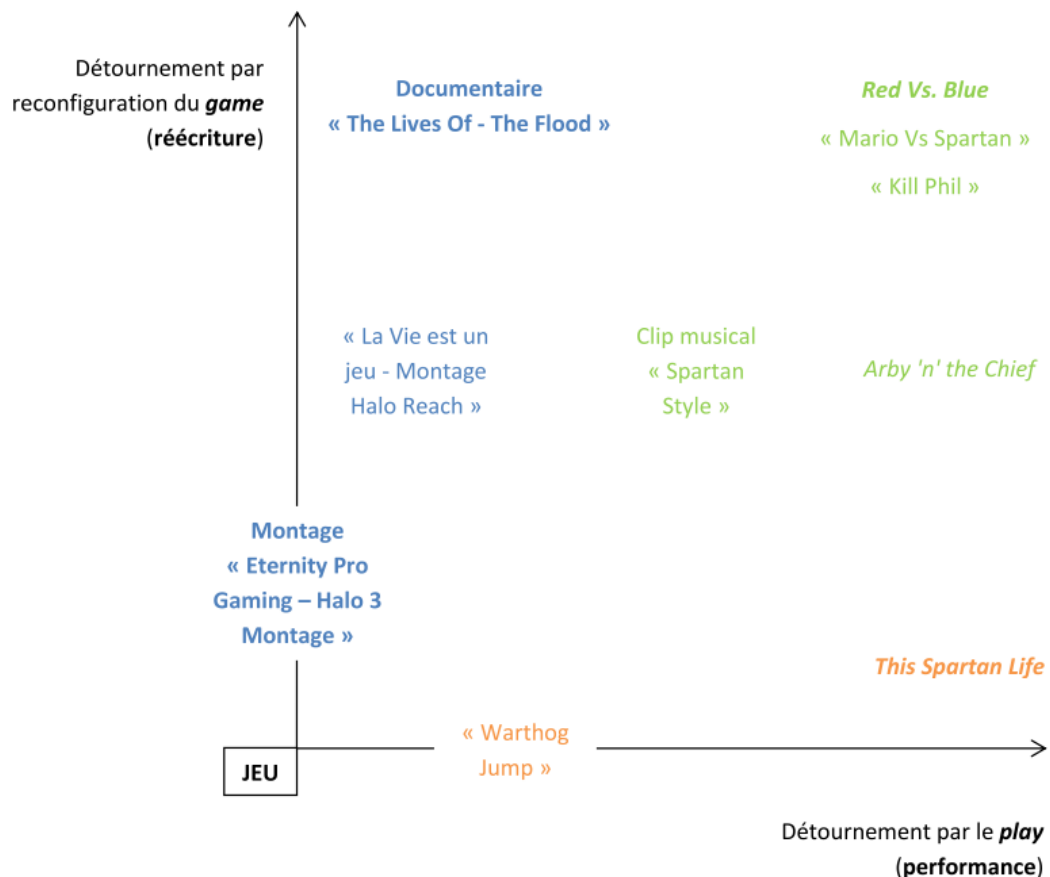 Détournement par
reconfiguration du game
(réécriture)
Documentaire
« The Lives Of - The Flood »
Red Vs. Blue
« Mario Vs Spartan »
« Kill Phil »
« La Vie est un
jeu - Montage
Halo Reach »
Clip musical
« Spartan
Style »
Arby 'n' the Chief
Montage
« Eternity Pro
Gaming – Halo 3
Montage »
This Spartan Life
« Warthog
Jump »
JEU
Détournement par le play
(performance)